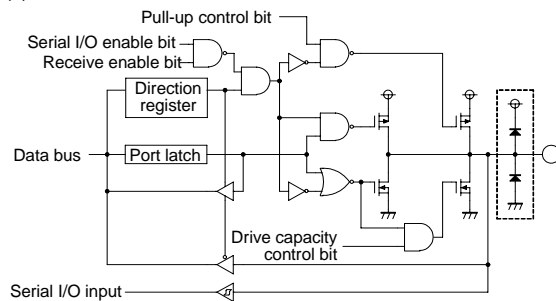 Pull-up control bit
Serial I/O enable bit
Receive enable bit
Direction
register
Data bus
Port latch
Drive capacity
control bit
Serial I/O input